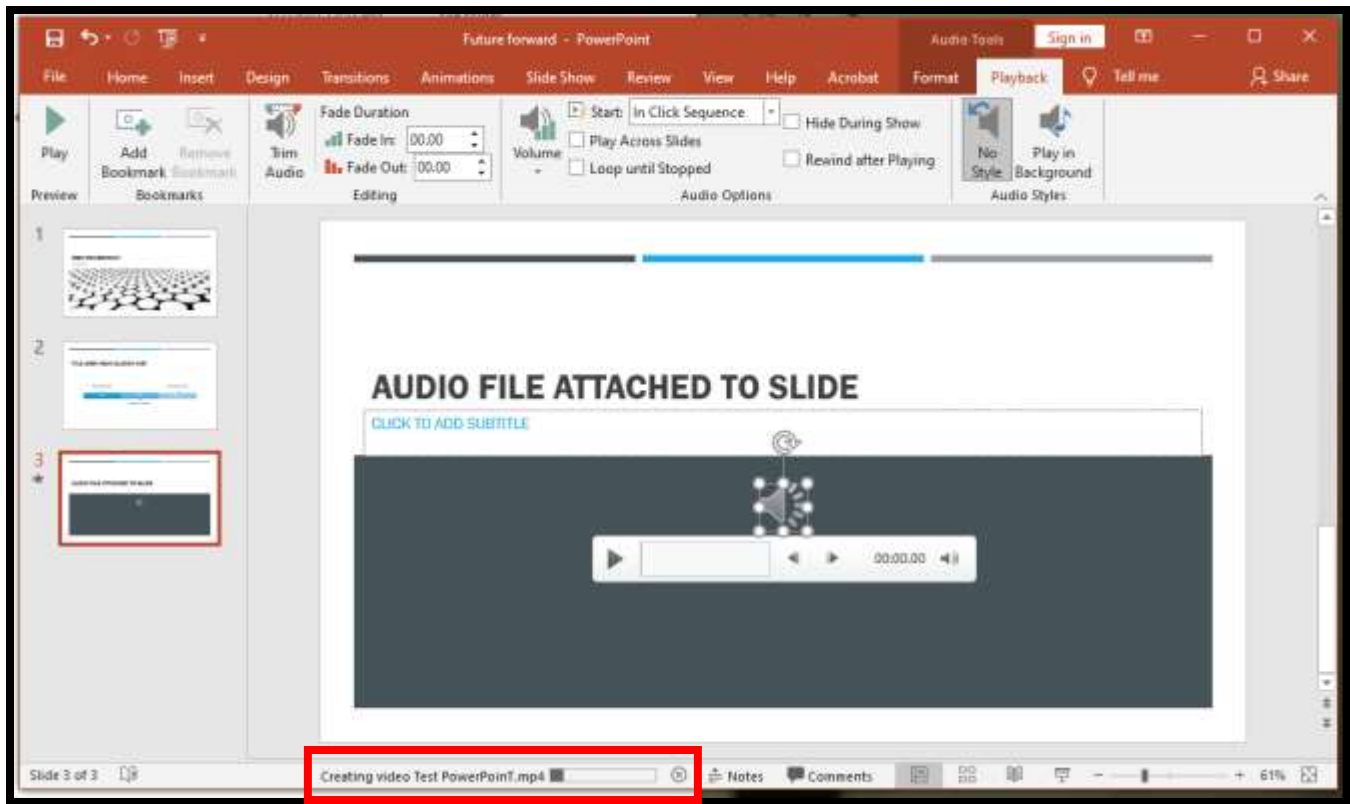 Future forward - PowerPoint
Audio Tools
Sign in
File Home Insert Design Transitions Animations Slide Show Review View Help Acrobat Format Playback Tell me Share
Play
Preview
Add Bookmark
Remove Bookmark
Bookmarks
Trim Audio
Fade Duration
Fade In: 00.00
Fade Out: 00.00
Editing
Volume
Start: In Click Sequence
Play Across Slides
Loop until Stopped
Hide During Show
Rewind after Playing
Audio Options
No Style
Play in Background
Audio Styles
1
2
3
AUDIO FILE ATTACHED TO SLIDE
AUDIO FILE ATTACHED TO SLIDE
CLICK TO ADD SUBTITLE
00:00.00
Slide 3 of 3
Creating video Test PowerPoinT.mp4
Notes
Comments
61%